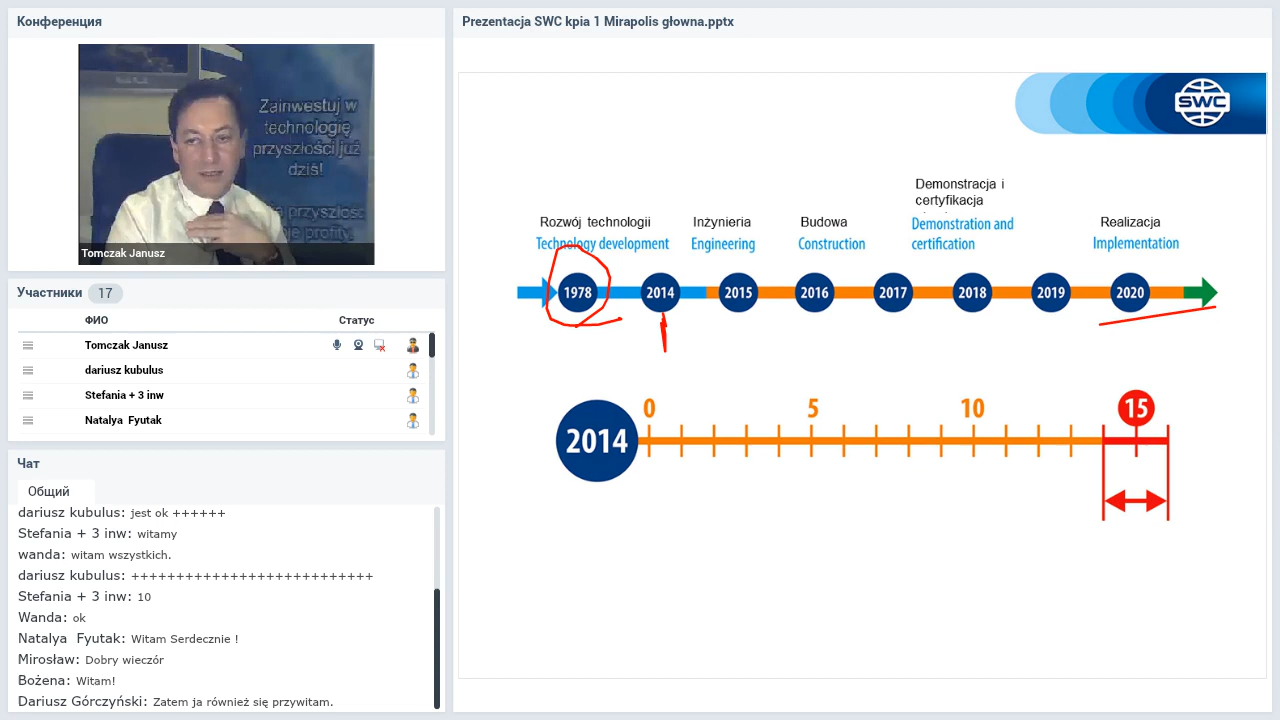 Конференция
Zainwestuj w
technologię
przyszłości już
dziś!
Tomczak Janusz
Участники 17
ФИО Статус
Tomczak Janusz
dariusz kubulus
Stefania + 3 inw
Natalya Fyutak
Чат
Общий
dariusz kubulus: jest ok ++++++
Stefania + 3 inw: witamy
wanda: witam wszystkich.
dariusz kubulus: +++++++++++++++++++++++++++
Stefania + 3 inw: 10
Wanda: ok
Natalya Fyutak: Witam Serdecznie !
Mirosław: Dobry wieczór
Bożena: Witam!
Dariusz Górczyński: Zatem ja również się przywitam.
Prezentacja SWC kpia 1 Mirapolis głowna.pptx
SWC
Rozwój technologii
Technology development
Inżynieria
Engineering
Budowa
Construction
Demonstracja i
certyfikacja
Demonstration and
certification
Realizacja
Implementation
1978 2014 2015 2016 2017 2018 2019 2020
0 5 10 15
2014